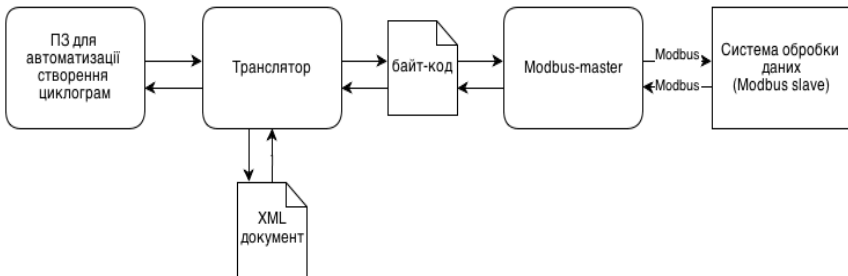 ПЗ для
автоматизації
створення
циклограм
Транслятор
байт-код
Modbus-master
Modbus
Modbus
Система обробки
даних
(Modbus slave)
XML
документ